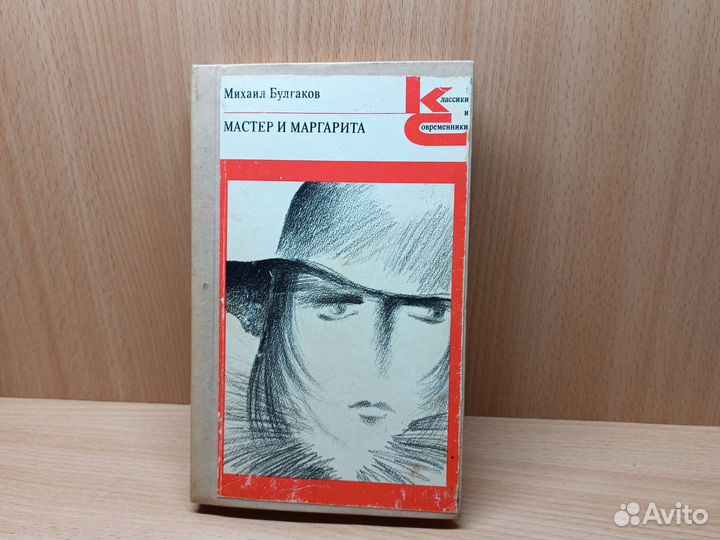 Михаил Булгаков
МАСТЕР И МАРГАРИТА
Классики
и
Современники
Avito